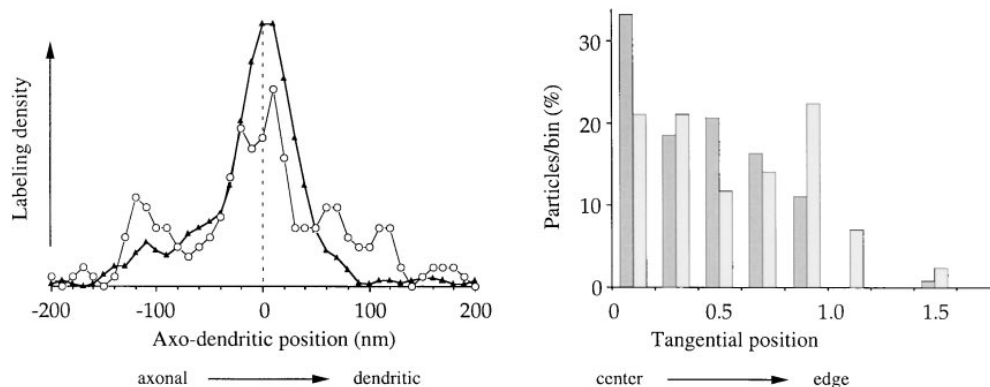 Labeling density
-200
-100
0
100
200
Axo-dendritic position (nm)
axonal
dendritic
Particles/bin (%)
30
20
10
0
0
0.5
1.0
1.5
Tangential position
center
edge